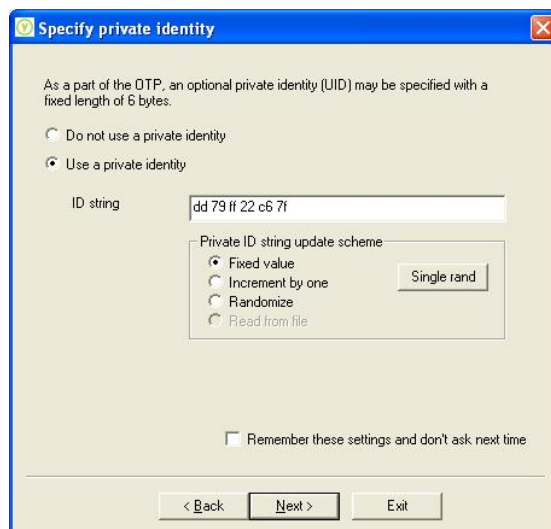 Specify private identity
As a part of the OTP, an optional private identity (UID) may be specified with a
fixed length of 6 bytes.
Do not use a private identity
Use a private identity
ID string
dd 79 ff 22 c6 7f
Private ID string update scheme
Fixed value
Single rand
Increment by one
Randomize
Read from file
Remember these settings and don't ask next time
< Back
Next >
Exit